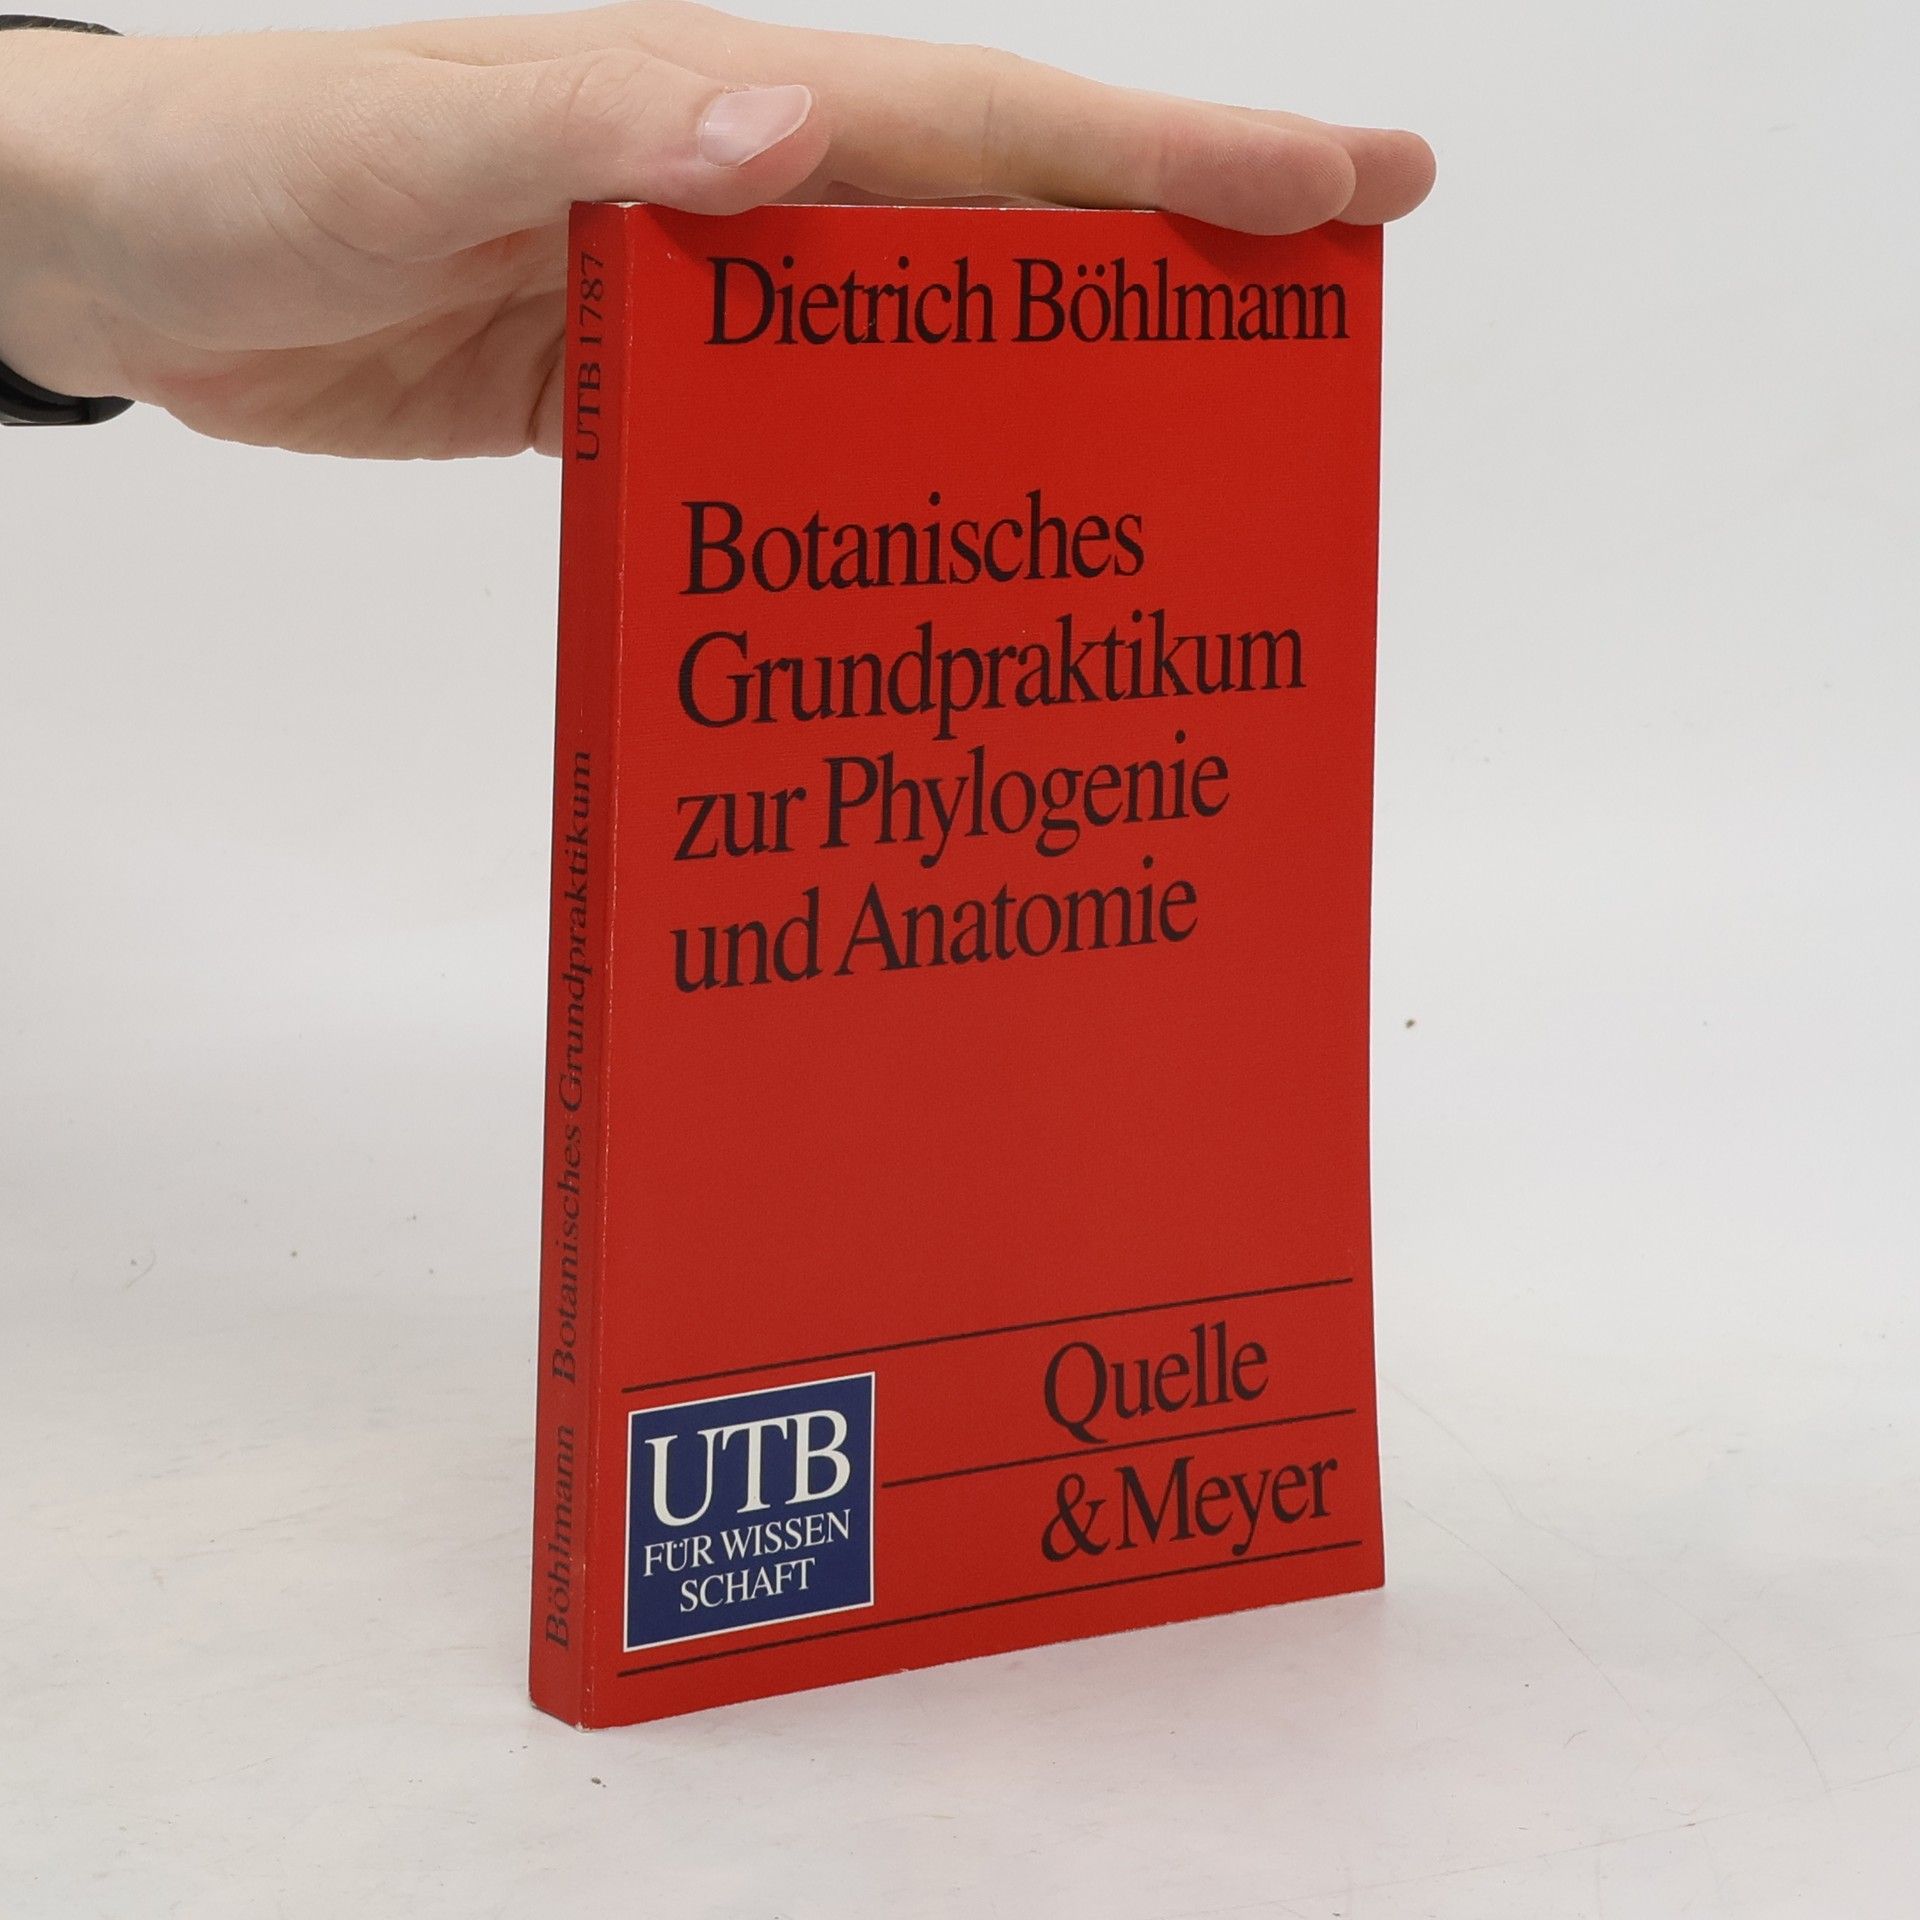 Dietrich Böhlmann
Botanisches
Grundpraktikum
zur Phylogenie
und Anatomie
Quelle
& Meyer
UTB
FÜR WISSEN
SCHAFT
Böhlmann Botanisches Grundpraktikum UTB 1787